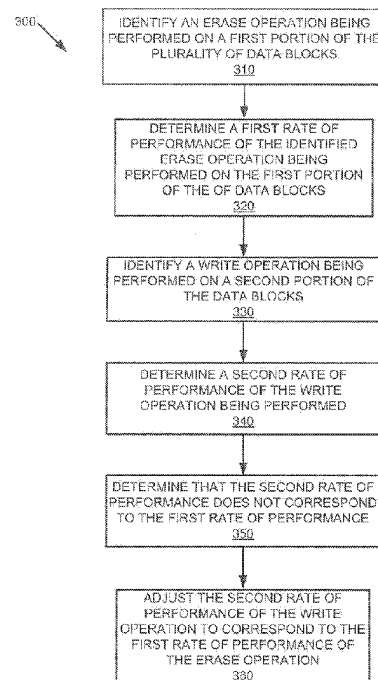 300
IDENTIFY AN ERASE OPERATION BEING
PERFORMED ON A FIRST PORTION OF THE
PLURALITY OF DATA BLOCKS
310
DETERMINE A FIRST RATE OF
PERFORMANCE OF THE IDENTIFIED
ERASE OPERATION BEING
PERFORMED ON THE FIRST PORTION
OF THE OF DATA BLOCKS
320
IDENTIFY A WRITE OPERATION BEING
PERFORMED ON A SECOND PORTION OF
THE DATA BLOCKS
330
DETERMINE A SECOND RATE OF
PERFORMANCE OF THE WRITE
OPERATION BEING PERFORMED
340
DETERMINE THAT THE SECOND RATE OF
PERFORMANCE DOES NOT CORRESPOND
TO THE FIRST RATE OF PERFORMANCE
350
ADJUST THE SECOND RATE OF
PERFORMANCE OF THE WRITE
OPERATION TO CORRESPOND TO THE
FIRST RATE OF PERFORMANCE OF
THE ERASE OPERATION
360